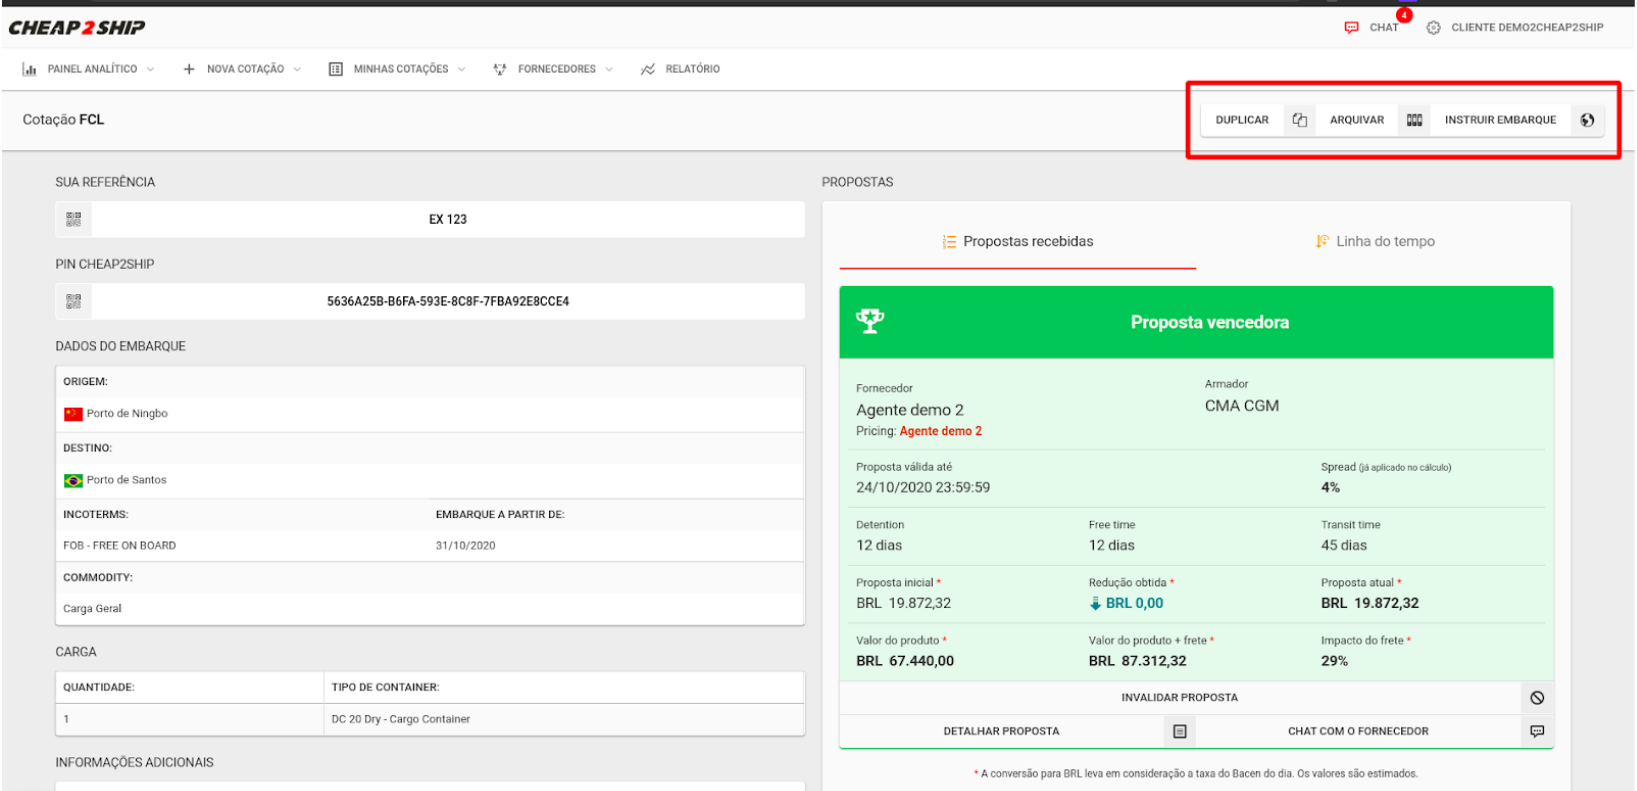 CHEAP2SHIP
CHAT 4 CLIENTE DEMO2CHEAP2SHIP
PAINEL ANALÍTICO NOVA COTAÇÃO MINHAS COTAÇÕES FORNECEDORES RELATÓRIO
Cotação FCL
DUPLICAR ARQUIVAR INSTRUIR EMBARQUE
SUA REFERÊNCIA
EX 123
PIN CHEAP2SHIP
5636A25B-B6FA-593E-8C8F-7FBA92E8CCE4
DADOS DO EMBARQUE
ORIGEM:
Porto de Ningbo
DESTINO:
Porto de Santos
INCOTERMS: EMBARQUE A PARTIR DE:
FOB - FREE ON BOARD 31/10/2020
COMMODITY:
Carga Geral
CARGA
QUANTIDADE: TIPO DE CONTAINER:
1 DC 20 Dry - Cargo Container
INFORMAÇÕES ADICIONAIS
PROPOSTAS
Propostas recebidas Linha do tempo
Proposta vencedora
Fornecedor Armador
Agente demo 2 CMA CGM
Pricing: Agente demo 2
Proposta válida até Spread (já aplicado no cálculo)
24/10/2020 23:59:59 4%
Detention Free time Transit time
12 dias 12 dias 45 dias
Proposta inicial * Redução obtida * Proposta atual *
BRL 19.872,32 BRL 0,00 BRL 19.872,32
Valor do produto * Valor do produto + frete * Impacto do frete *
BRL 67.440,00 BRL 87.312,32 29%
INVALIDAR PROPOSTA
DETALHAR PROPOSTA CHAT COM O FORNECEDOR
* A conversão para BRL leva em consideração a taxa do Bacen do dia. Os valores são estimados.